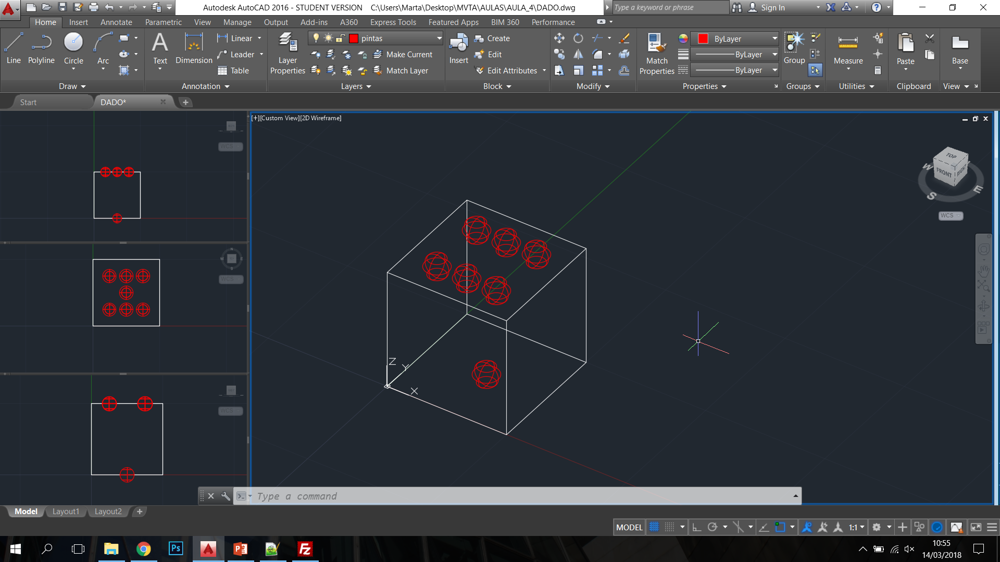 Autodesk AutoCAD 2016 - STUDENT VERSION C:\Users\Marta\Desktop\MVTA\AULAS\AULA_4\DADO.dwg
Type a keyword or phrase
Sign In
Home Insert Annotate Parametric View Manage Output Add-ins A360 Express Tools Featured Apps BIM 360 Performance
Line
Polyline
Circle
Arc
Draw
Text
Dimension
Linear
Leader
Table
Annotation
Layer
Properties
pintas
Make Current
Match Layer
Layers
Insert
Create
Edit
Edit Attributes
Block
Modify
Match
Properties
ByLayer
ByLayer
ByLayer
Properties
Group
Groups
Measure
Utilities
Paste
Clipboard
Base
View
Start
DADO*
[+][Custom View][2D Wireframe]
WCS
N
W
E
S
WCS
WCS
TOP
FRONT
RIGHT
W
S
E
WCS
Z
Y
X
Type a command
Model
Layout1
Layout2
MODEL
1:1
Ps
Fz
10:55
14/03/2018